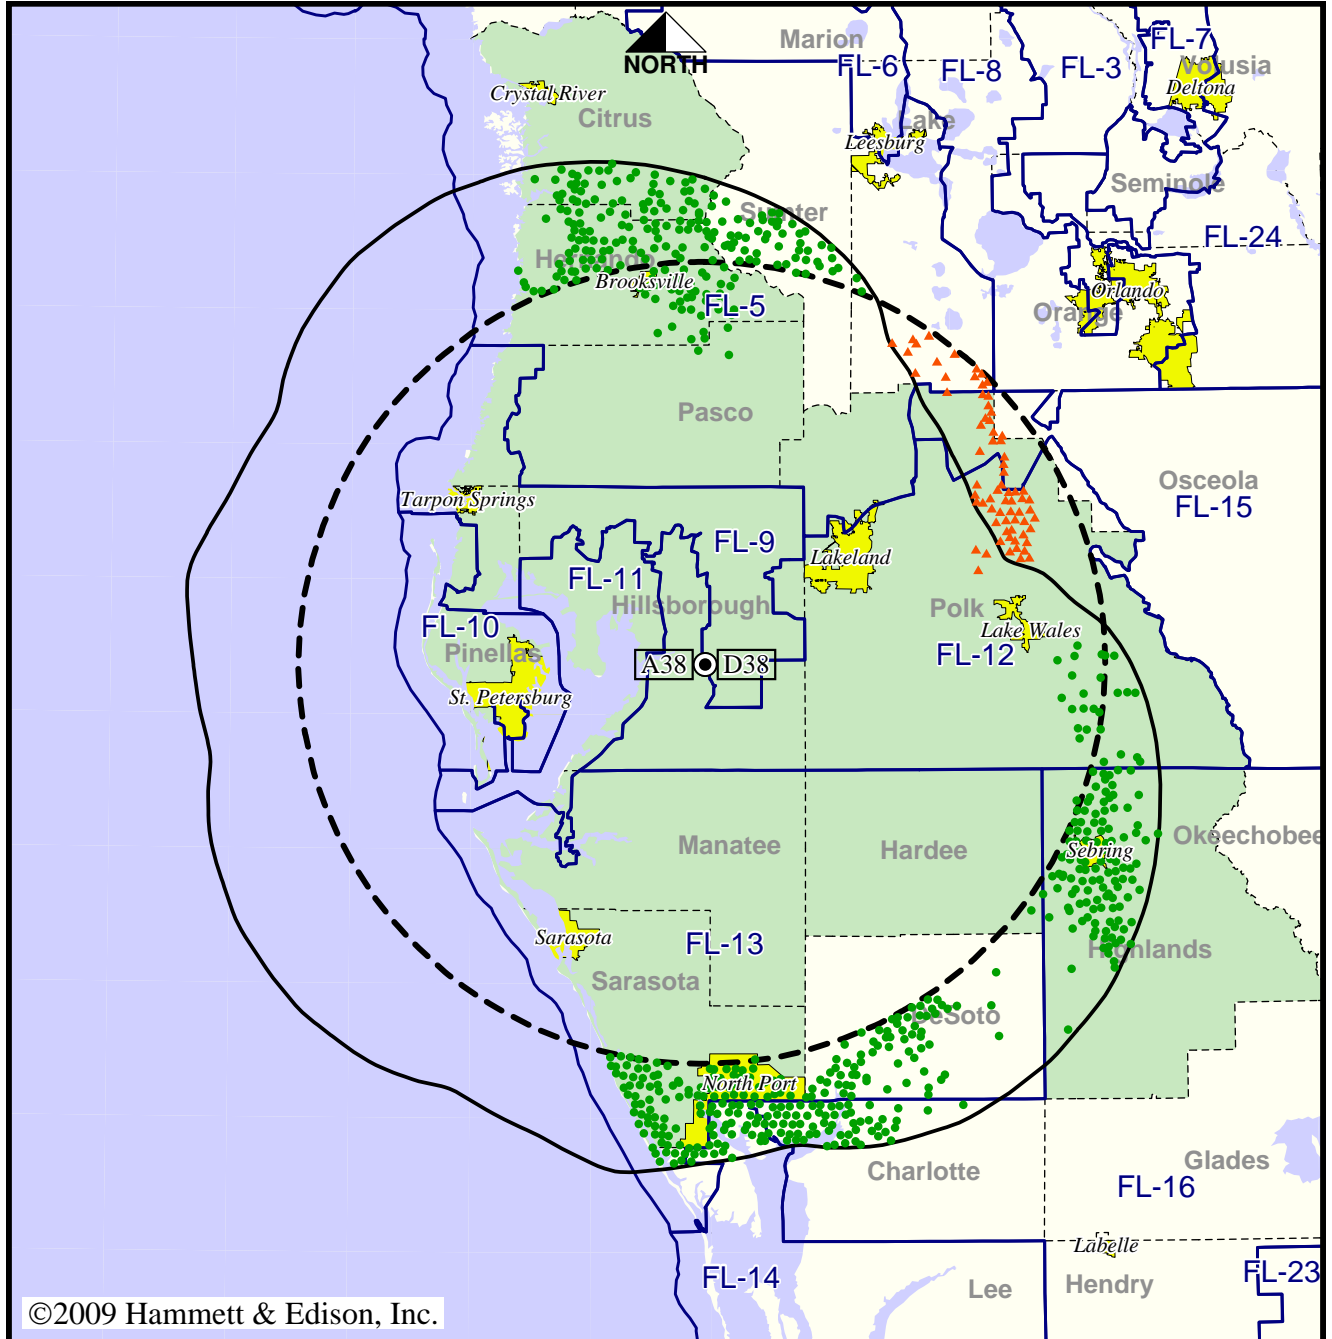 Marion
FL-7
NORTH
FL-6
FL-8
FL-3
Volusia
Deltona
Crystal River
Citrus
Lake
Leesburg
Seminole
Sumter
FL-24
Hernando
Brooksville
FL-5
Orlando
Orange
Pasco
Osceola
FL-15
Tarpon Springs
FL-9
Lakeland
FL-11
Hillsborough
Polk
FL-10
Lake Wales
Pinellas
FL-12
A38
D38
St. Petersburg
Manatee
Hardee
Sebring
Okeechobee
Sarasota
FL-13
Highlands
Sarasota
DeSoto
North Port
Charlotte
Glades
FL-16
Labelle
FL-14
Lee
Hendry
FL-23
©2009 Hammett & Edison, Inc.